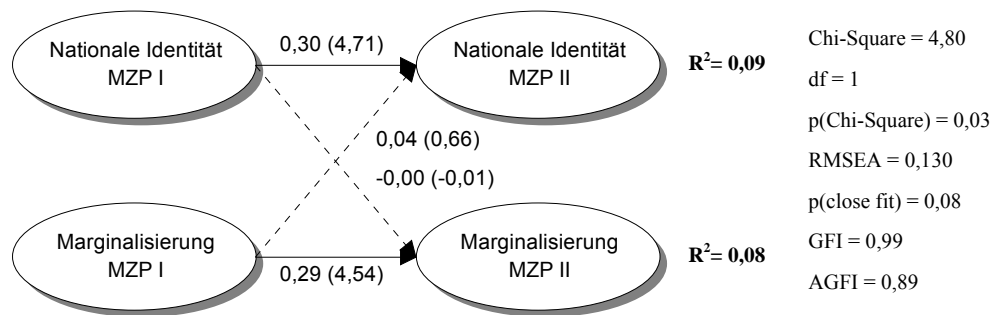 Nationale Identität
MZP I
0,30 (4,71)
Nationale Identität
MZP II
R²= 0,09
0,04 (0,66)
-0,00 (-0,01)
Marginalisierung
MZP I
0,29 (4,54)
Marginalisierung
MZP II
R²= 0,08
Chi-Square = 4,80
df = 1
p(Chi-Square) = 0,03
RMSEA = 0,130
p(close fit) = 0,08
GFI = 0,99
AGFI = 0,89